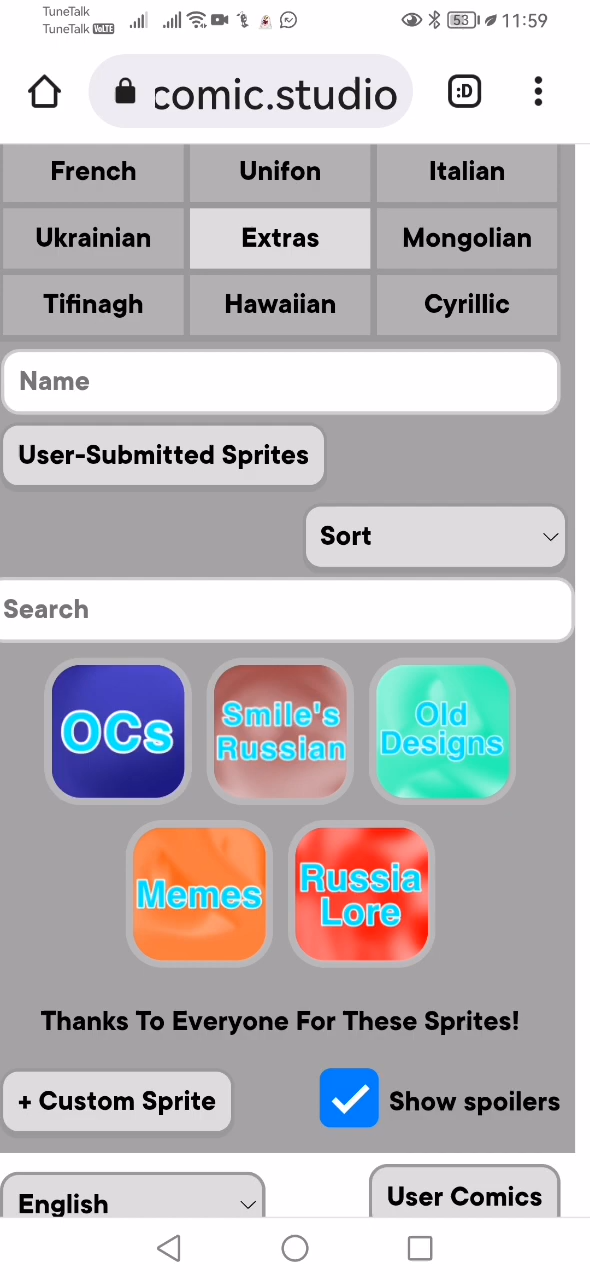 TuneTalk
TuneTalk VoLTE
53 11:59
comic.studio :D
French Unifon Italian
Ukrainian Extras Mongolian
Tifinagh Hawaiian Cyrillic
Name
User-Submitted Sprites
Sort
Search
OCs
Smile's
Russian
Old
Designs
Memes
Russia
Lore
Thanks To Everyone For These Sprites!
+ Custom Sprite
Show spoilers
English
User Comics